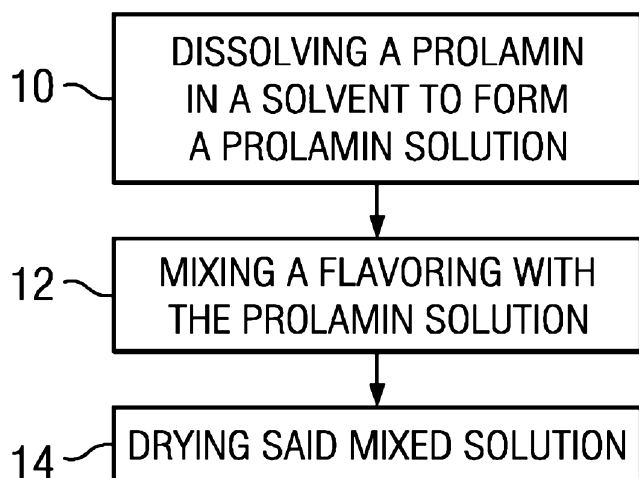 10
DISSOLVING A PROLAMIN
IN A SOLVENT TO FORM
A PROLAMIN SOLUTION
12
MIXING A FLAVORING WITH
THE PROLAMIN SOLUTION
14
DRYING SAID MIXED SOLUTION